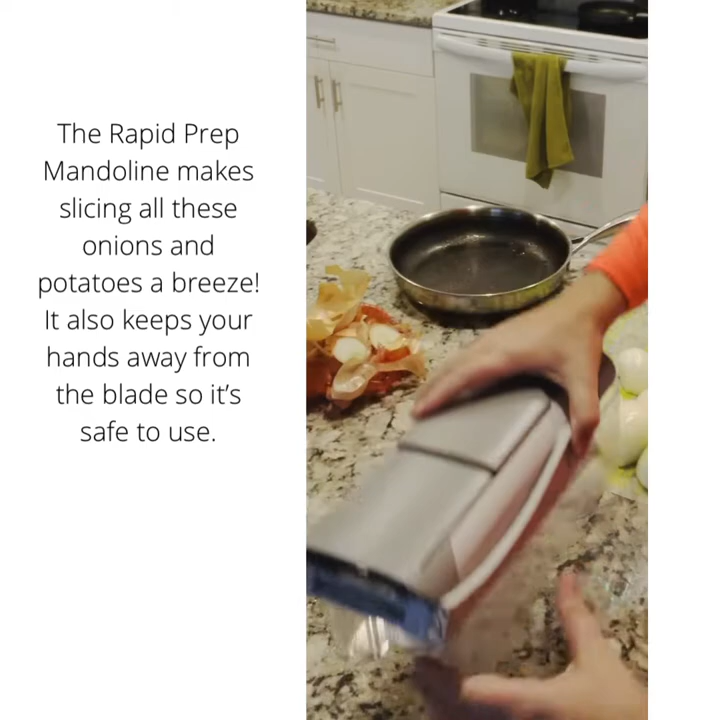 The Rapid Prep
Mandoline makes
slicing all these
onions and
potatoes a breeze!
It also keeps your
hands away from
the blade so it’s
safe to use.